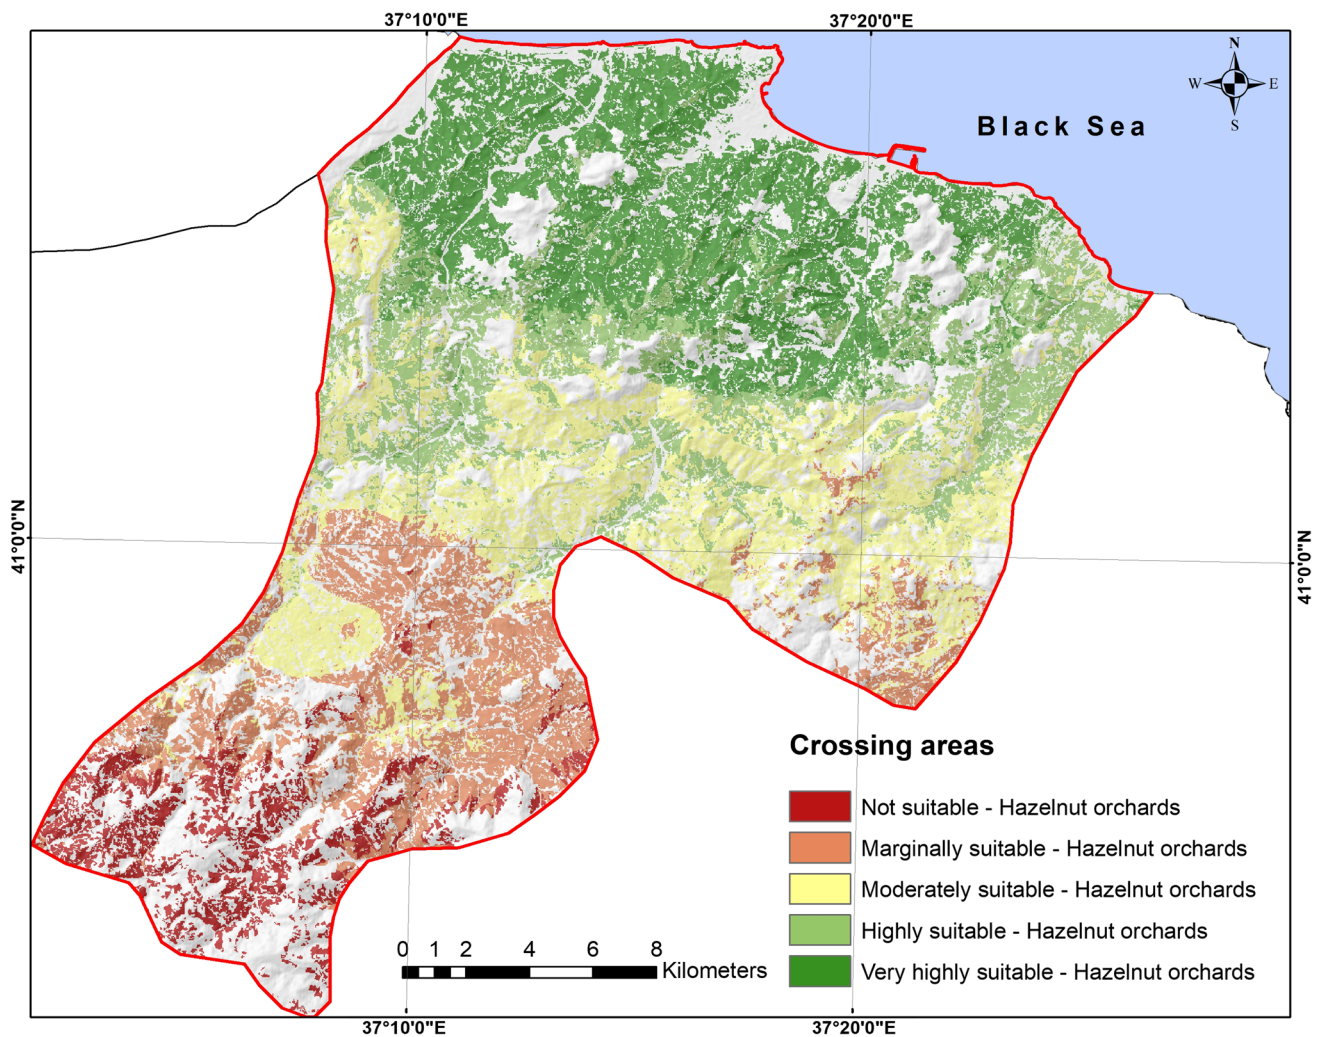 37°10'0"E
37°20'0"E
N
W E
S
Black Sea
41°0'0"N
41°0'0"N
Crossing areas
Not suitable - Hazelnut orchards
Marginally suitable - Hazelnut orchards
Moderately suitable - Hazelnut orchards
Highly suitable - Hazelnut orchards
Very highly suitable - Hazelnut orchards
0 1 2 4 6 8
Kilometers
37°10'0"E
37°20'0"E